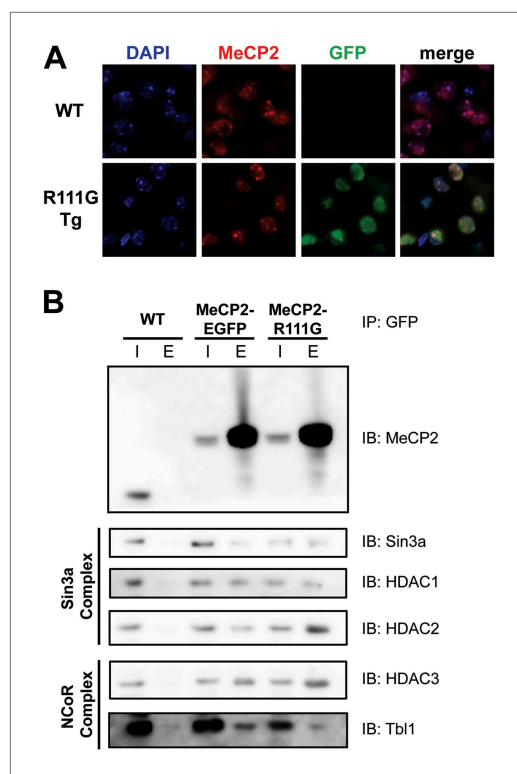 A
DAPI MeCP2 GFP merge
WT
R111G
Tg
B
WT MeCP2-
EGFP MeCP2-
R111G IP: GFP
I E I E I E
IB: MeCP2
Sin3a
Complex
IB: Sin3a
IB: HDAC1
IB: HDAC2
NCoR
Complex
IB: HDAC3
IB: Tbl1